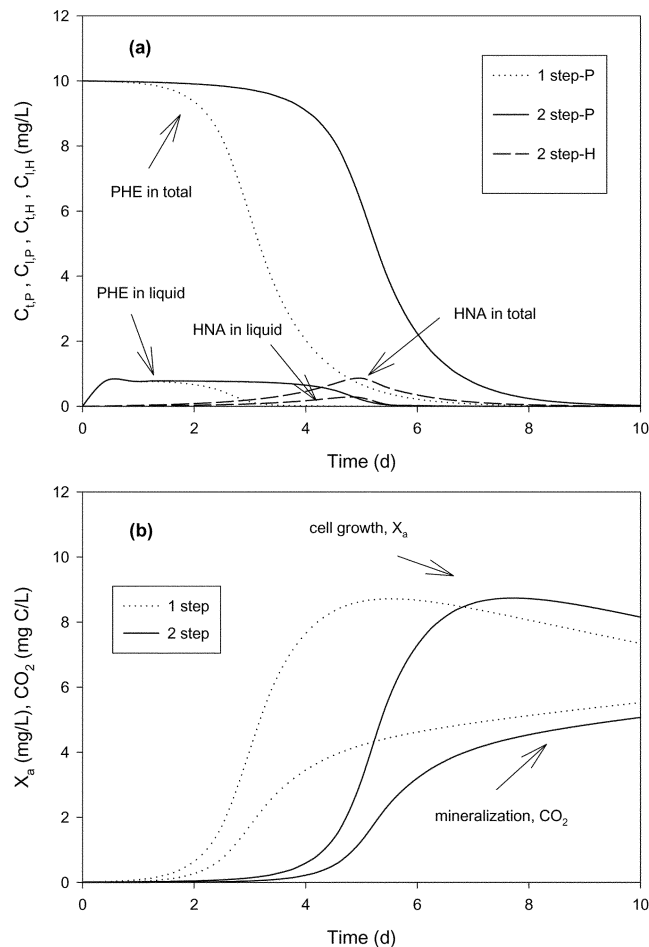 12
10
8
6
4
2
0
C_t,P , C_l,P , C_t,H , C_l,H (mg/L)
(a)
1 step-P
2 step-P
2 step-H
PHE in total
PHE in liquid
HNA in liquid
HNA in total
0 2 4 6 8 10
Time (d)
12
10
8
6
4
2
0
X_a (mg/L), CO_2 (mg C/L)
(b)
cell growth, X_a
1 step
2 step
mineralization, CO_2
0 2 4 6 8 10
Time (d)